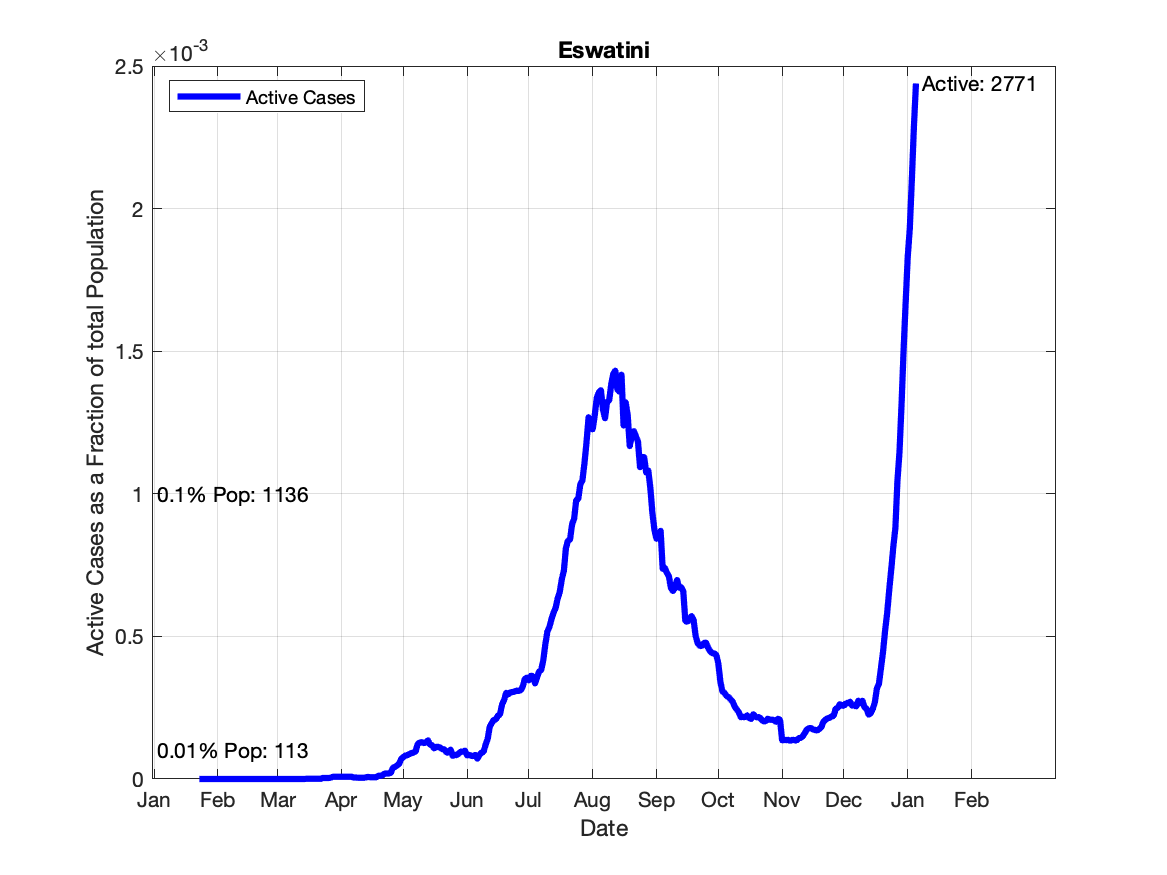 Eswatini
×10-3
2.5
2
1.5
1
0.5
0
Active Cases as a Fraction of total Population
Active Cases
Active: 2771
0.1% Pop: 1136
0.01% Pop: 113
Jan Feb Mar Apr May Jun Jul Aug Sep Oct Nov Dec Jan Feb
Date